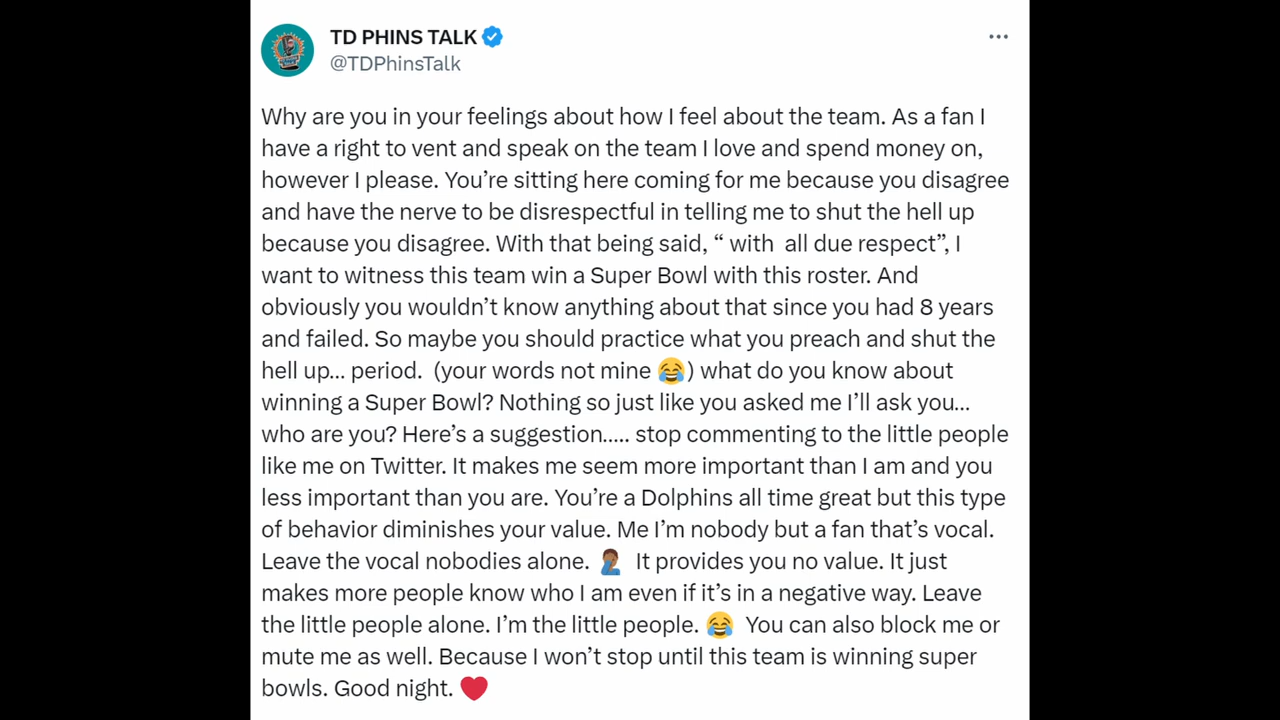 TD PHINS TALK
@TDPhinsTalk
Why are you in your feelings about how I feel about the team. As a fan I
have a right to vent and speak on the team I love and spend money on,
however I please. You’re sitting here coming for me because you disagree
and have the nerve to be disrespectful in telling me to shut the hell up
because you disagree. With that being said, “ with  all due respect”, I
want to witness this team win a Super Bowl with this roster. And
obviously you wouldn’t know anything about that since you had 8 years
and failed. So maybe you should practice what you preach and shut the
hell up... period.  (your words not mine 😂) what do you know about
winning a Super Bowl? Nothing so just like you asked me I’ll ask you...
who are you? Here’s a suggestion..... stop commenting to the little people
like me on Twitter. It makes me seem more important than I am and you
less important than you are. You’re a Dolphins all time great but this type
of behavior diminishes your value. Me I’m nobody but a fan that’s vocal.
Leave the vocal nobodies alone. 🤦🏾‍♂️  It provides you no value. It just
makes more people know who I am even if it’s in a negative way. Leave
the little people alone. I’m the little people. 😂  You can also block me or
mute me as well. Because I won’t stop until this team is winning super
bowls. Good night. ❤️